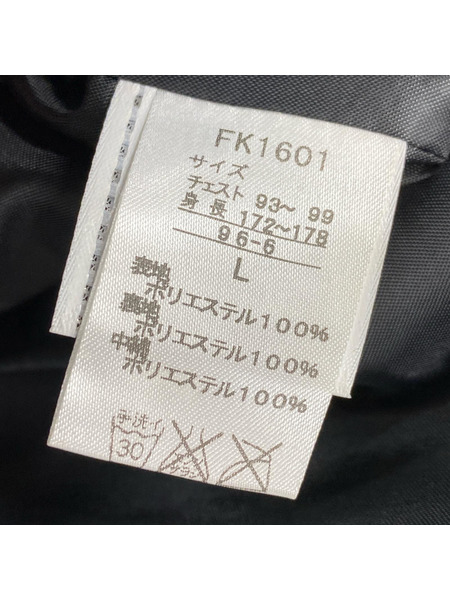 FK1601
サイズ
チェスト 93~ 99
身長 172~178
96-6
L
表地
ポリエステル100%
裏地
ポリエステル100%
中綿
ポリエステル100%
手洗イ
30